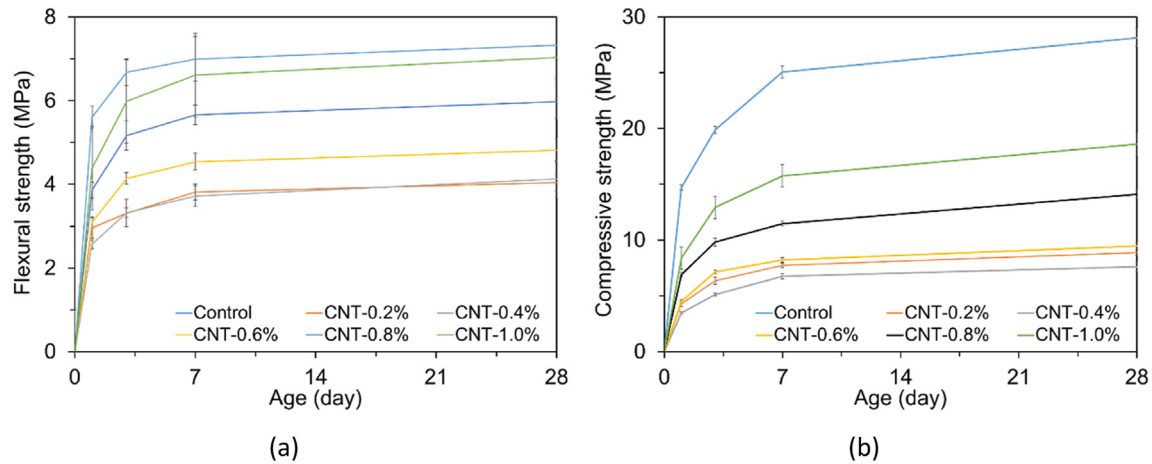 8
6
4
2
0
Flexural strength (MPa)
Control CNT-0.2% CNT-0.4%
CNT-0.6% CNT-0.8% CNT-1.0%
0 7 14 21 28
Age (day)
(a)
30
20
10
0
Compressive strength (MPa)
Control CNT-0.2% CNT-0.4%
CNT-0.6% CNT-0.8% CNT-1.0%
0 7 14 21 28
Age (day)
(b)